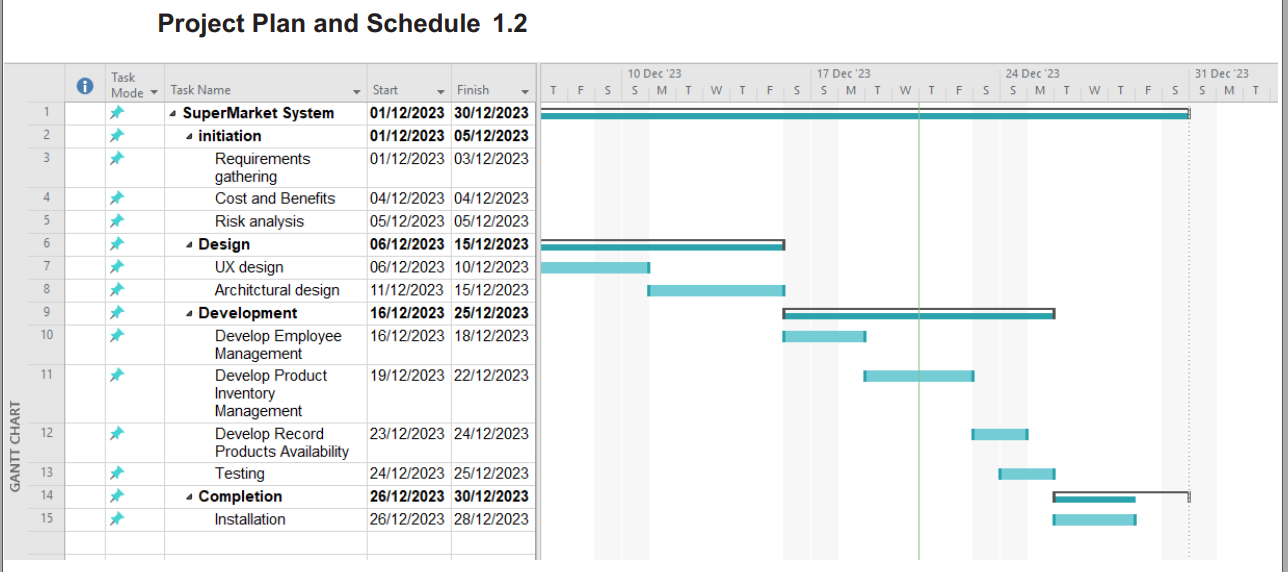 Project Plan and Schedule 1.2
Task
Mode Task Name Start Finish
10 Dec '23 17 Dec '23 24 Dec '23 31 Dec '23
T F S S M T W T F S S M T W T F S S M T W T F S S M T
1 SuperMarket System 01/12/2023 30/12/2023
2 initiation 01/12/2023 05/12/2023
3 Requirements 01/12/2023 03/12/2023
gathering
4 Cost and Benefits 04/12/2023 04/12/2023
5 Risk analysis 05/12/2023 05/12/2023
6 Design 06/12/2023 15/12/2023
7 UX design 06/12/2023 10/12/2023
8 Architctural design 11/12/2023 15/12/2023
9 Development 16/12/2023 25/12/2023
10 Develop Employee 16/12/2023 18/12/2023
Management
11 Develop Product 19/12/2023 22/12/2023
Inventory
Management
12 Develop Record 23/12/2023 24/12/2023
Products Availability
13 Testing 24/12/2023 25/12/2023
14 Completion 26/12/2023 30/12/2023
15 Installation 26/12/2023 28/12/2023
GANTT CHART